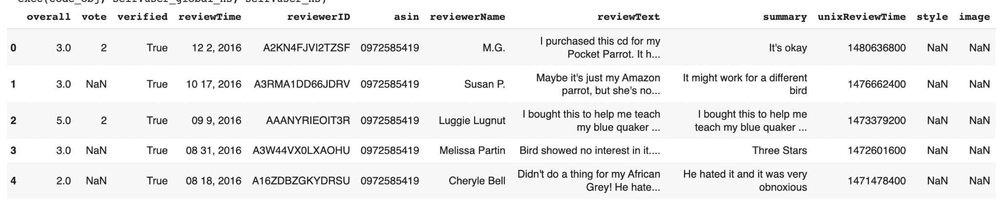 exec(code_obj, self.user_global_ns, self.user_ns)
overall vote verified reviewTime reviewerID asin reviewerName reviewText summary unixReviewTime style image
0 3.0 2 True 12 2, 2016 A2KN4FJVI2TZSF 0972585419 M.G. I purchased this cd for my Pocket Parrot. It h... It's okay 1480636800 NaN NaN
1 3.0 NaN True 10 17, 2016 A3RMA1DD66JDRV 0972585419 Susan P. Maybe it's just my Amazon parrot, but she's no... It might work for a different bird 1476662400 NaN NaN
2 5.0 2 True 09 9, 2016 AAANYRIEOIT3R 0972585419 Luggie Lugnut I bought this to help me teach my blue quaker ... I bought this to help me teach my blue quaker ... 1473379200 NaN NaN
3 3.0 NaN True 08 31, 2016 A3W44VX0LXAOHU 0972585419 Melissa Partin Bird showed no interest in it.... Three Stars 1472601600 NaN NaN
4 2.0 NaN True 08 18, 2016 A16ZDBZGKYDRSU 0972585419 Cheryle Bell Didn't do a thing for my African Grey! He hate... He hated it and it was very obnoxious 1471478400 NaN NaN